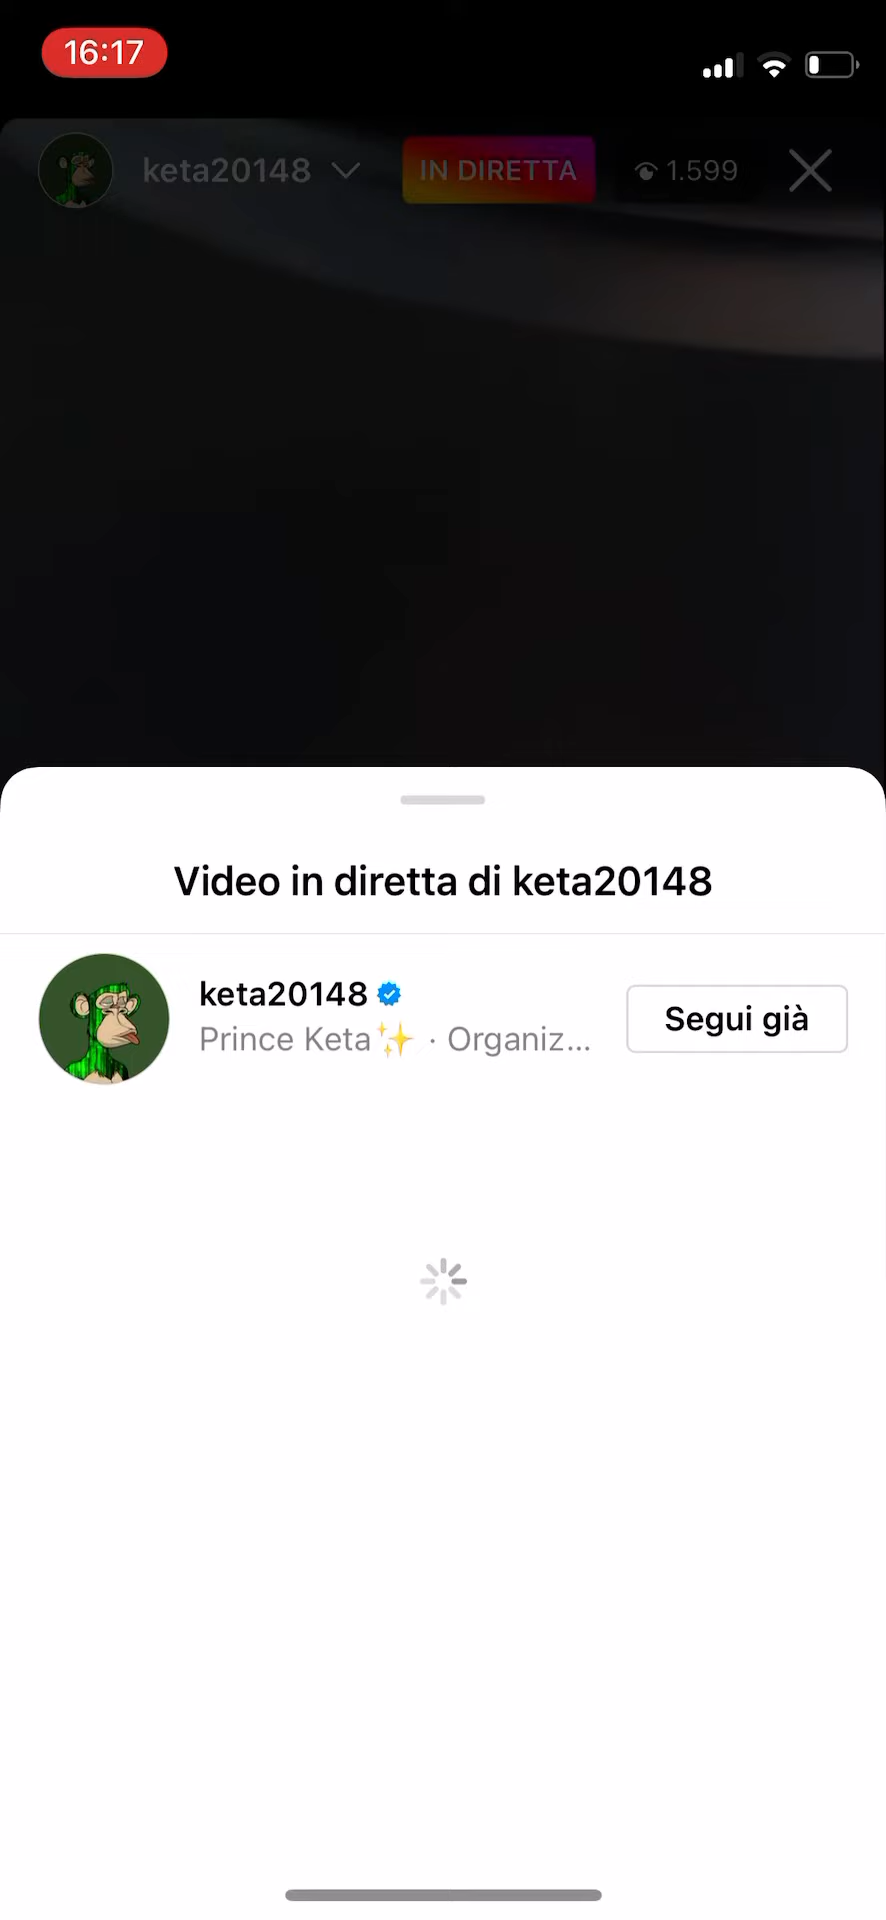 16:17
keta20148
IN DIRETTA
1.599
Video in diretta di keta20148
keta20148
Prince Keta✨ · Organiz...
Segui già